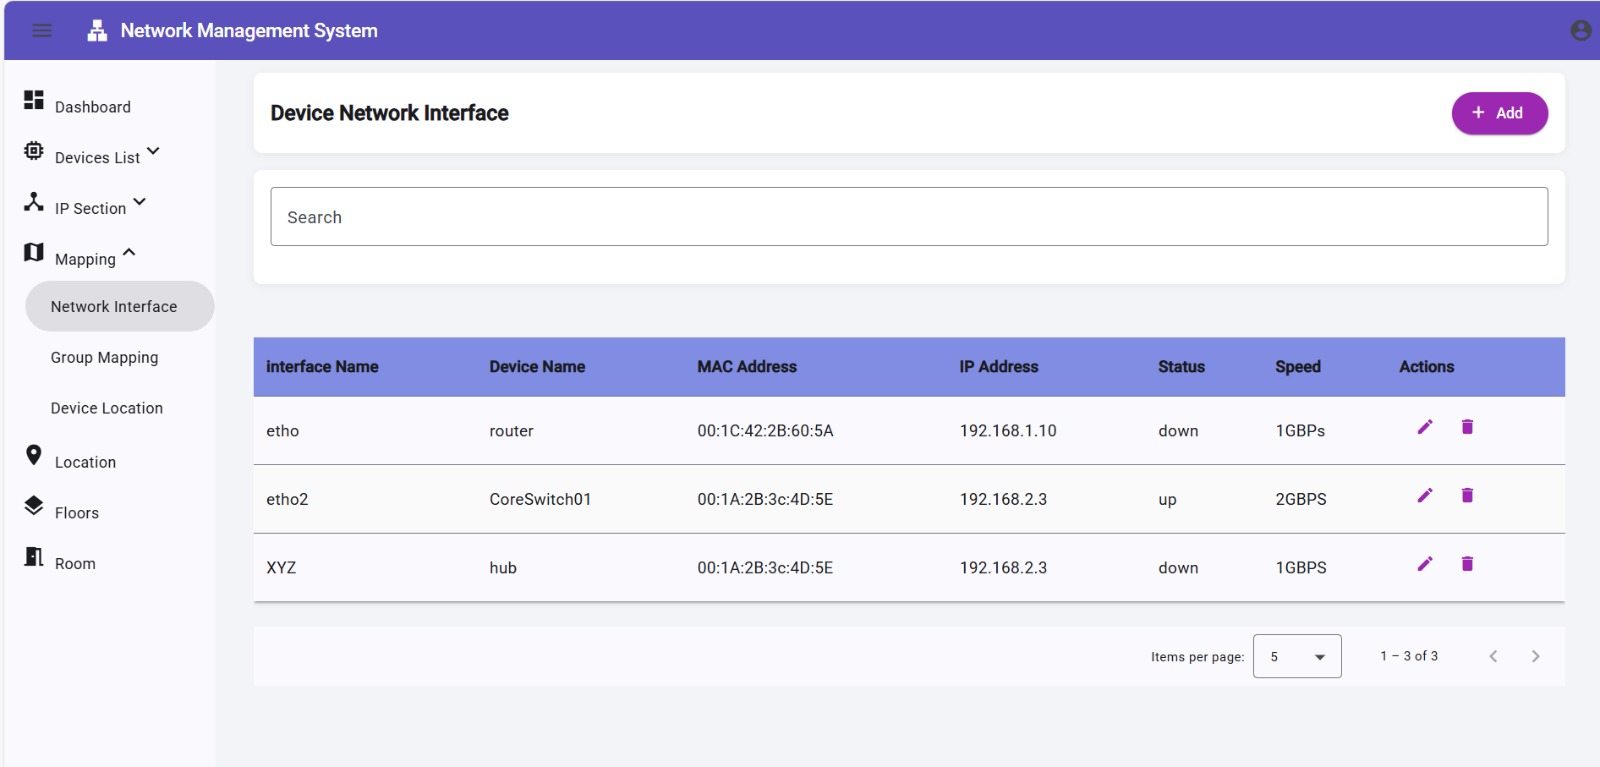 Network Management System
Dashboard
Devices List
IP Section
Mapping
Network Interface
Group Mapping
Device Location
Location
Floors
Room
Device Network Interface
+ Add
Search
interface Name Device Name MAC Address IP Address Status Speed Actions
etho router 00:1C:42:2B:60:5A 192.168.1.10 down 1GBPs
etho2 CoreSwitch01 00:1A:2B:3c:4D:5E 192.168.2.3 up 2GBPS
XYZ hub 00:1A:2B:3c:4D:5E 192.168.2.3 down 1GBPS
Items per page: 5 1 – 3 of 3